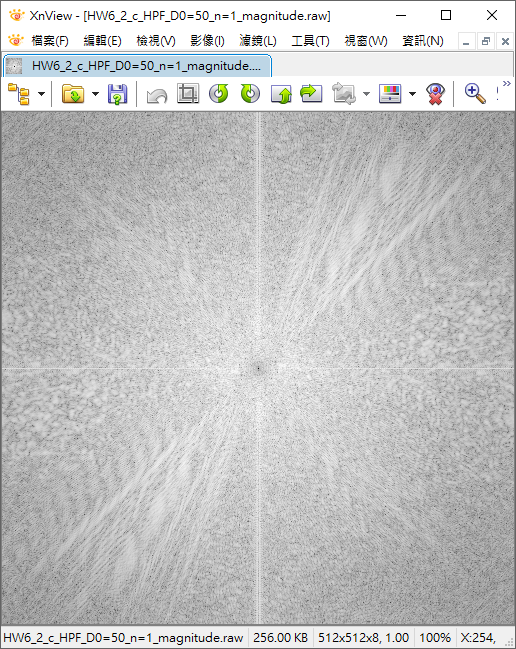 XnView - [HW6_2_c_HPF_D0=50_n=1_magnitude.raw]
檔案(F) 編輯(E) 檢視(V) 影像(I) 濾鏡(L) 工具(T) 視窗(W) 資訊(N)
HW6_2_c_HPF_D0=50_n=1_magnitude....
HW6_2_c_HPF_D0=50_n=1_magnitude.raw 256.00 KB 512x512x8, 1.00 100% X:254,